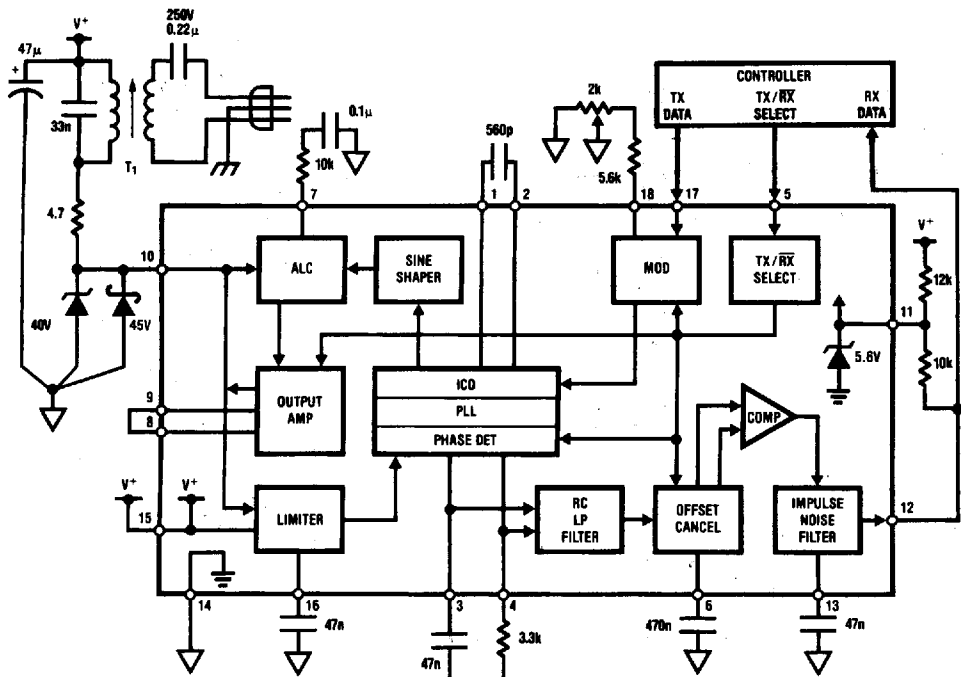 V+
250V
0.22μ
47μ
+
33n
T1
4.7
0.1μ
10k
560p
2k
5.6k
CONTROLLER
TX DATA
TX/RX SELECT
RX DATA
7
1
2
18
17
5
10
ALC
SINE SHAPER
MOD
TX/RX SELECT
V+
12k
11
40V
45V
5.6V
10k
9
8
OUTPUT AMP
ICO
PLL
PHASE DET
COMP
V+
V+
15
LIMITER
RC LP FILTER
OFFSET CANCEL
IMPULSE NOISE FILTER
12
14
16
3
4
6
13
47n
47n
3.3k
470n
47n